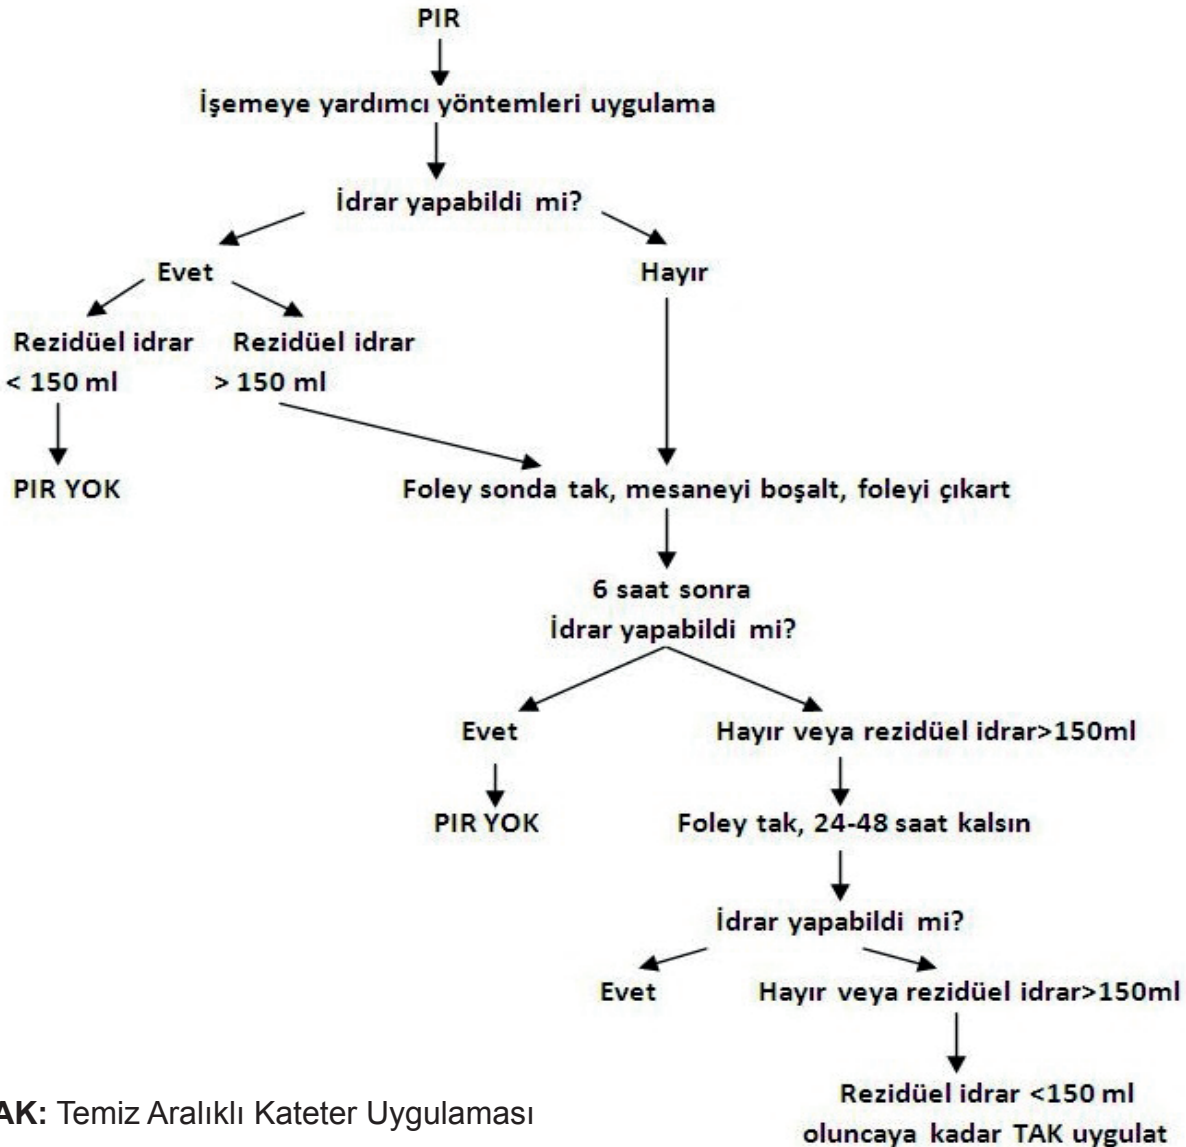 PIR
İşemeye yardımcı yöntemleri uygulama
İdrar yapabildi mi?
Evet
Hayır
Rezidüel idrar
< 150 ml
Rezidüel idrar
> 150 ml
PIR YOK
Foley sonda tak, mesaneyi boşalt, foleyi çıkart
6 saat sonra
İdrar yapabildi mi?
Evet
Hayır veya rezidüel idrar>150ml
PIR YOK
Foley tak, 24-48 saat kalsın
İdrar yapabildi mi?
Evet
Hayır veya rezidüel idrar>150ml
Rezidüel idrar <150 ml
oluncaya kadar TAK uygulat
AK: Temiz Aralıklı Kateter Uygulaması